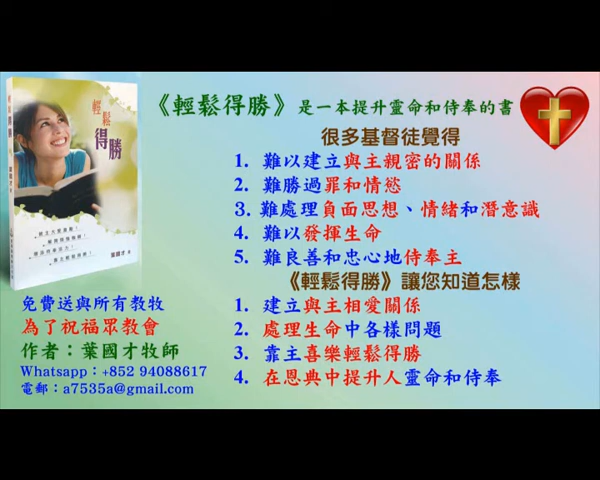 《輕鬆得勝》是一本提升靈命和侍奉的書
很多基督徒覺得
1. 難以建立與主親密的關係
2. 難勝過罪和情慾
3. 難處理負面思想、情緒和潛意識
4. 難以發揮生命
5. 難良善和忠心地侍奉主
《輕鬆得勝》讓您知道怎樣
1. 建立與主相愛關係
2. 處理生命中各樣問題
3. 靠主喜樂輕鬆得勝
4. 在恩典中提升人靈命和侍奉
輕鬆
得勝
輕鬆得勝
葉國才 著
免費送與所有教牧
為了祝福眾教會
作者：葉國才牧師
Whatsapp：+852 94088617
電郵：a7535a@gmail.com